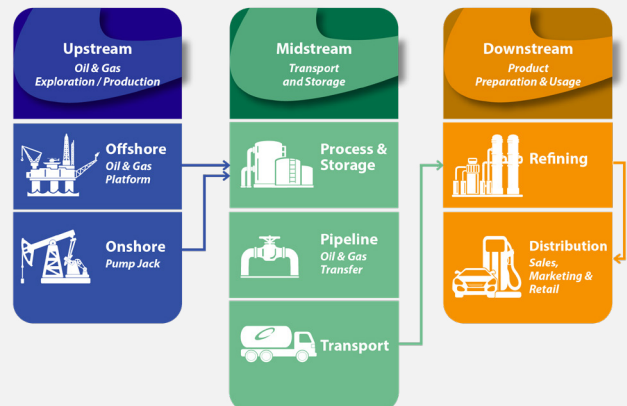 Upstream
Oil & Gas
Exploration / Production
Offshore
Oil & Gas
Platform
Onshore
Pump Jack
Midstream
Transport
and Storage
Process &
Storage
Pipeline
Oil & Gas
Transfer
Transport
Downstream
Product
Preparation & Usage
Refining
Distribution
Sales,
Marketing &
Retail